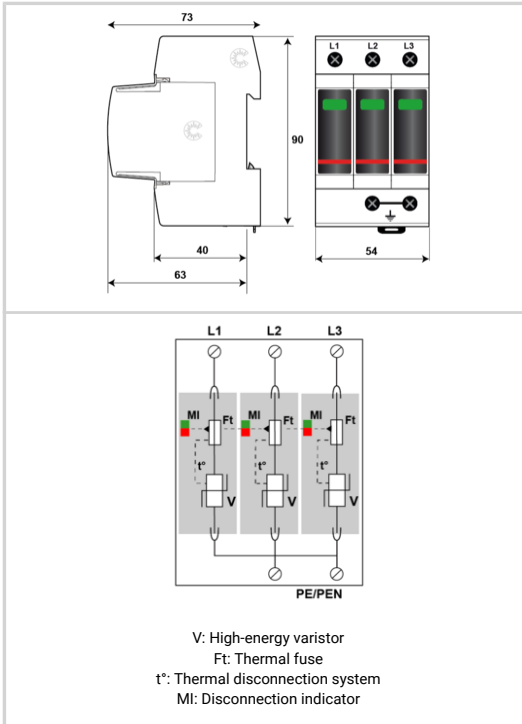 73
L1 L2 L3
C
C
90
40
63
54
L1 L2 L3
MI Ft MI Ft MI Ft
t° t° t°
V V V
PE/PEN
V: High-energy varistor
Ft: Thermal fuse
t°: Thermal disconnection system
MI: Disconnection indicator